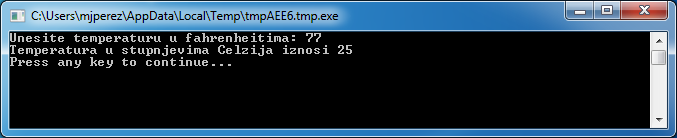 C:\Users\mjperez\AppData\Local\Temp\tmpAEE6.tmp.exe
Unesite temperaturu u fahrenheitima: 77
Temperatura u stupnjevima Celzija iznosi 25
Press any key to continue...